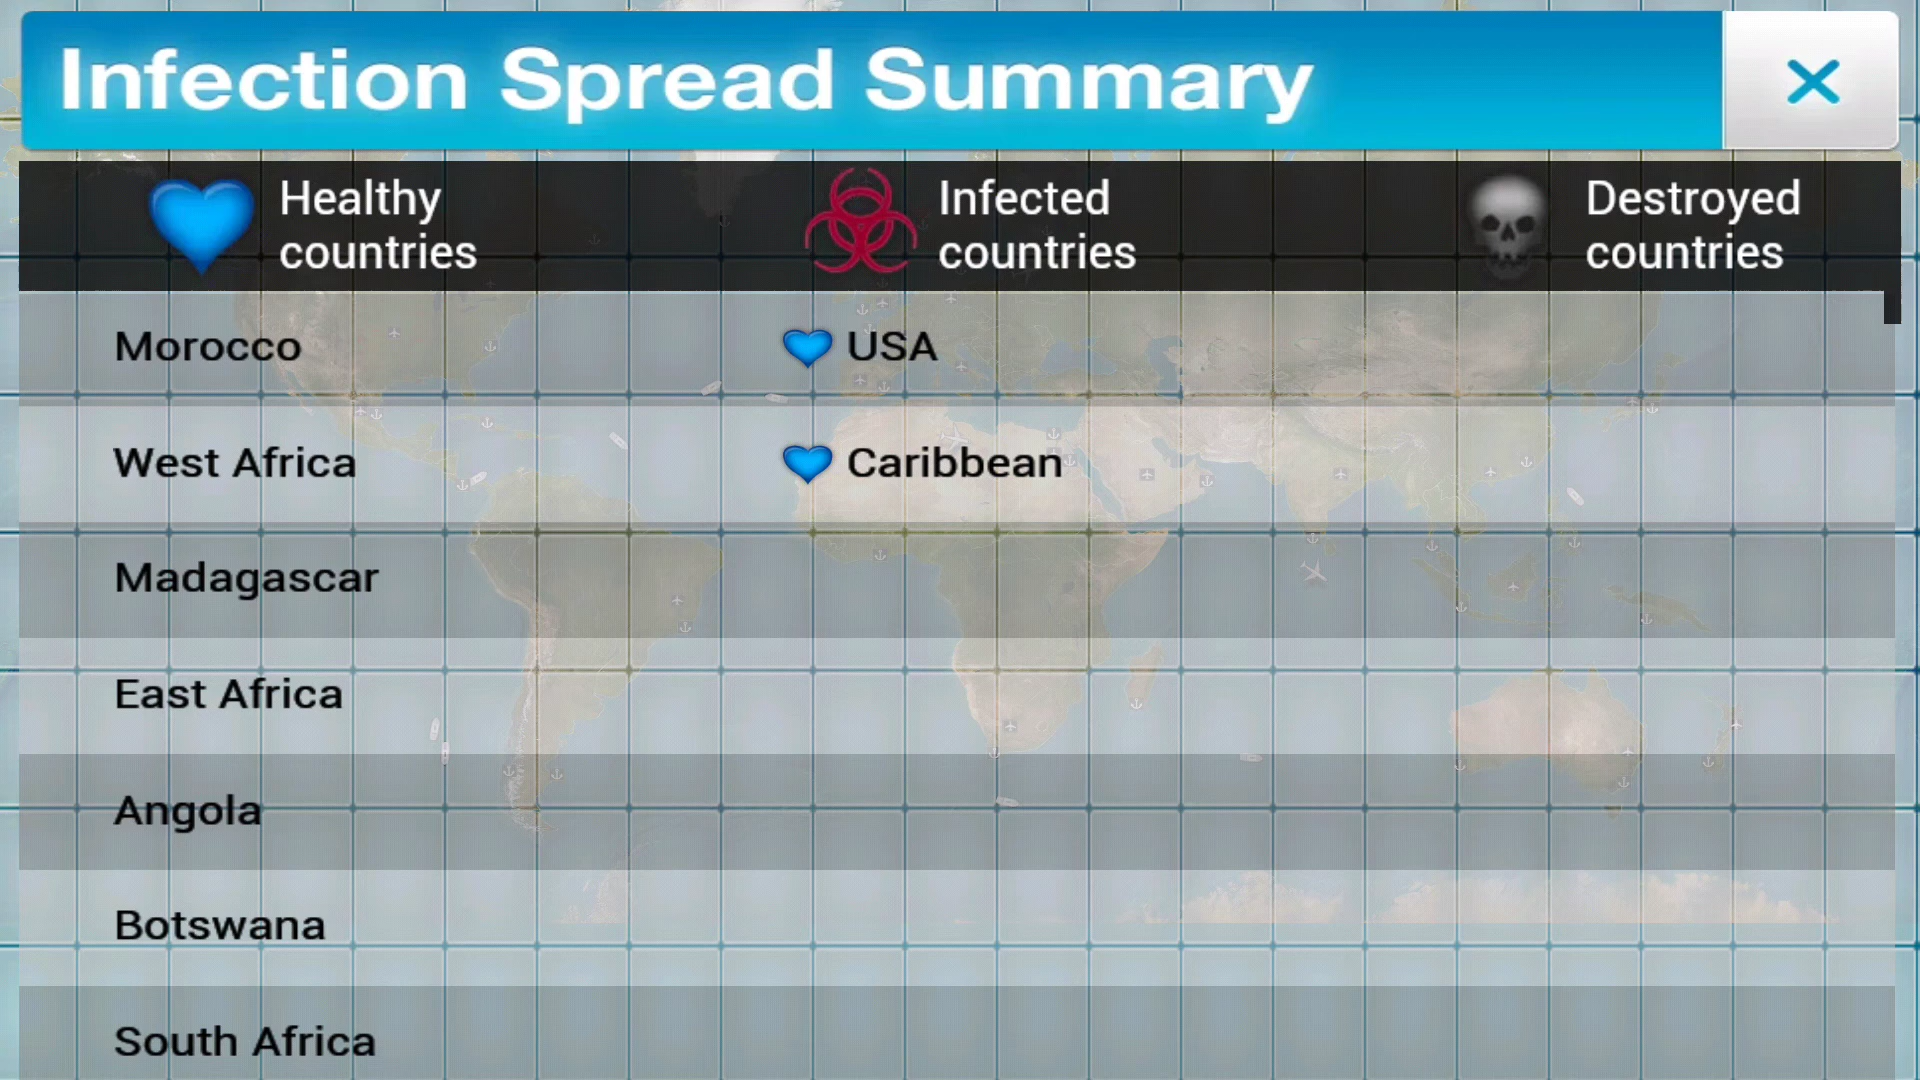 Infection Spread Summary
Healthy
countries
Infected
countries
Destroyed
countries
Morocco
USA
West Africa
Caribbean
Madagascar
East Africa
Angola
Botswana
South Africa